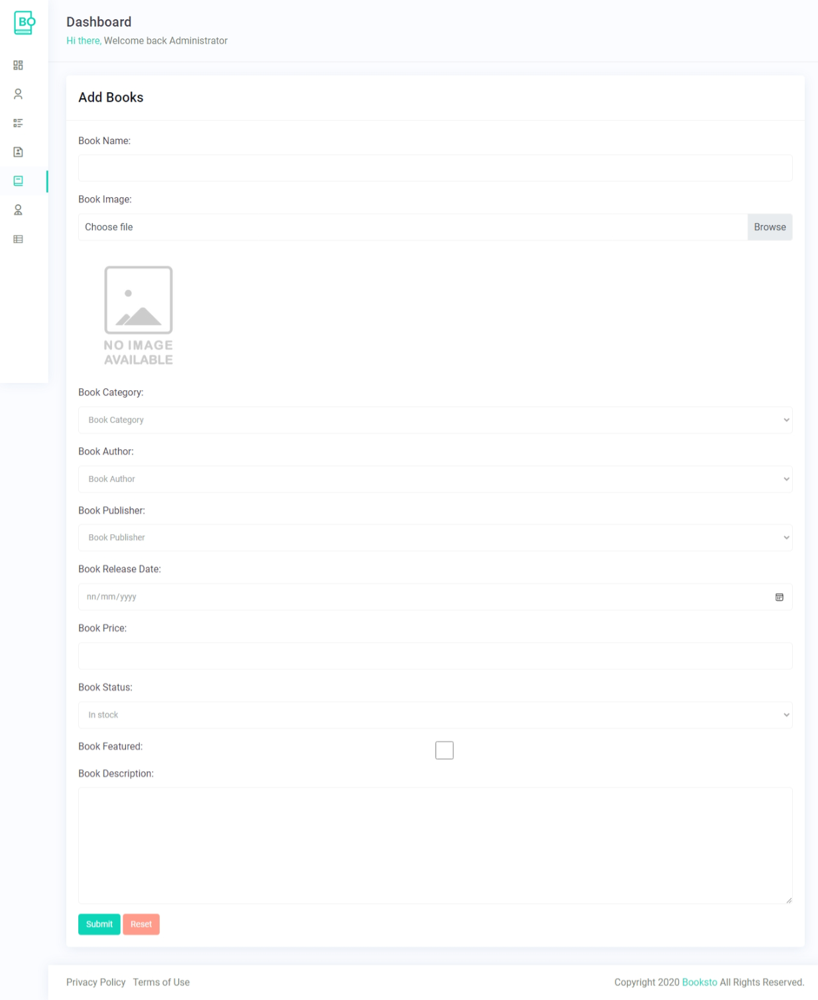 BO
Dashboard
Hi there, Welcome back Administrator
Add Books
Book Name:
Book Image:
Choose file
Browse
NO IMAGE
AVAILABLE
Book Category:
Book Category
Book Author:
Book Author
Book Publisher:
Book Publisher
Book Release Date:
nn/mm/yyyy
Book Price:
Book Status:
In stock
Book Featured:
Book Description:
Submit Reset
Privacy Policy Terms of Use
Copyright 2020 Booksto All Rights Reserved.